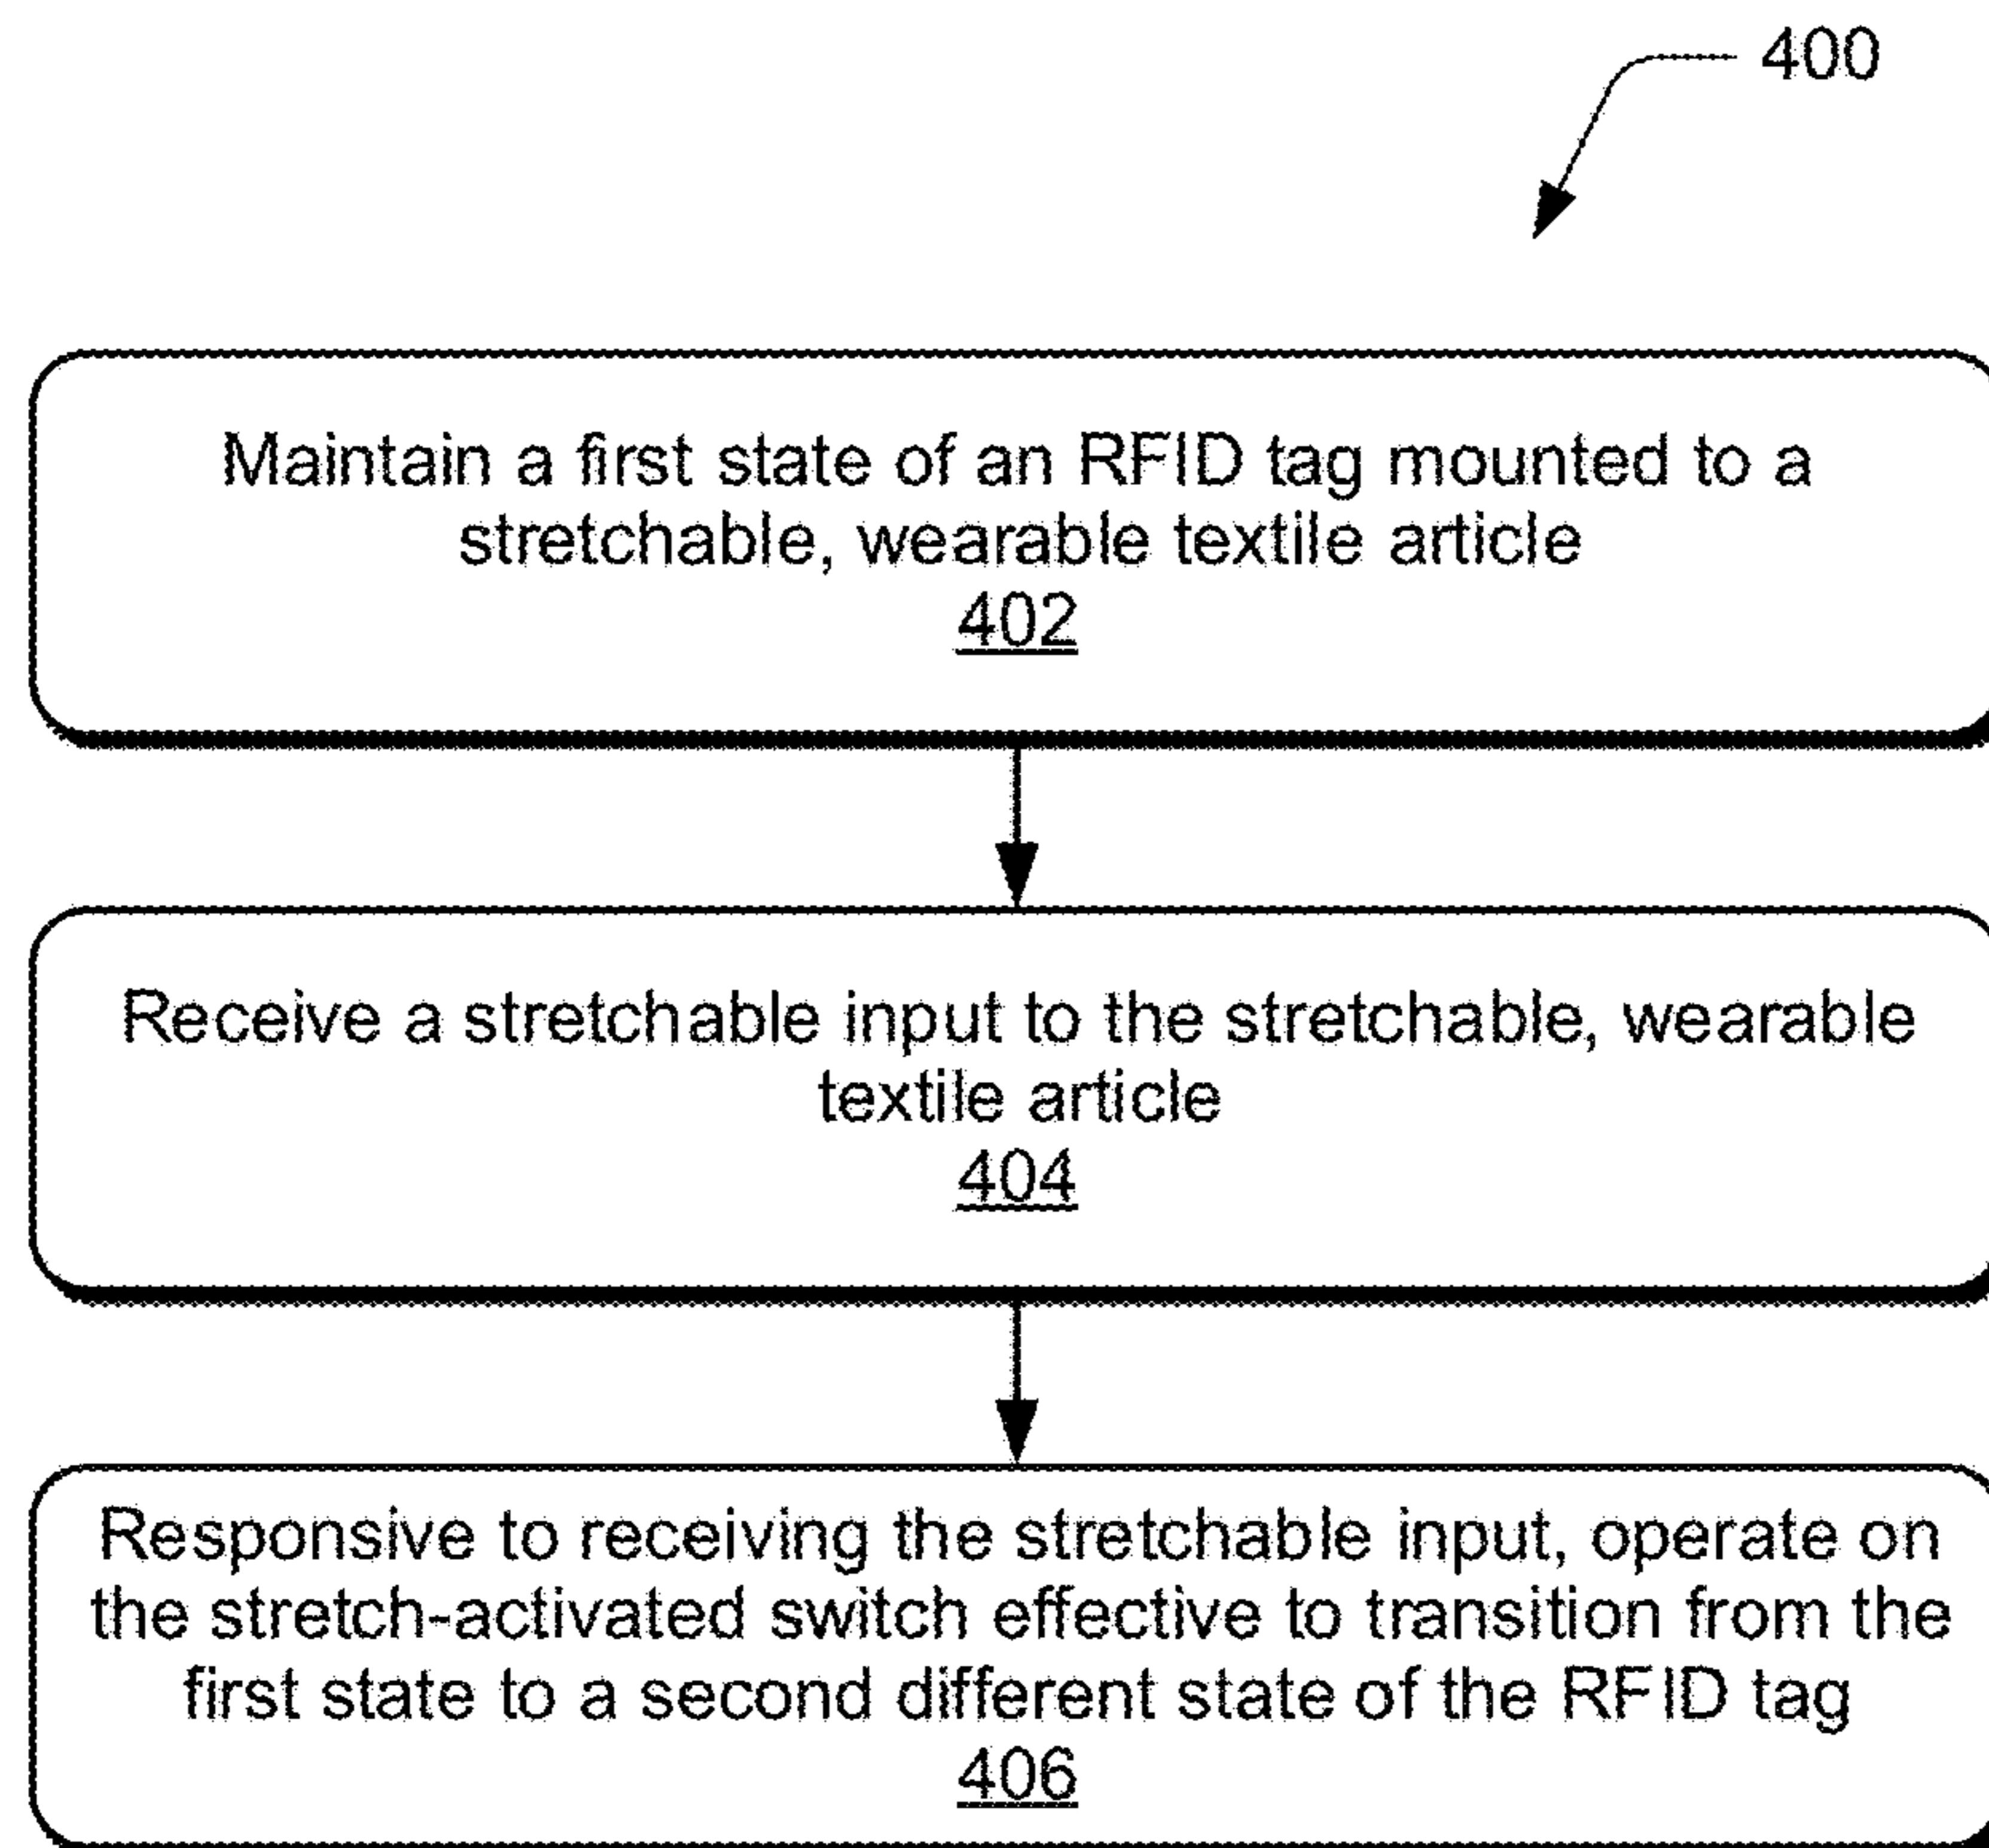 400
Maintain a first state of an RFID tag mounted to a
stretchable, wearable textile article
402
Receive a stretchable input to the stretchable, wearable
textile article
404
Responsive to receiving the stretchable input, operate on
the stretch-activated switch effective to transition from the
first state to a second different state of the RFID tag
406